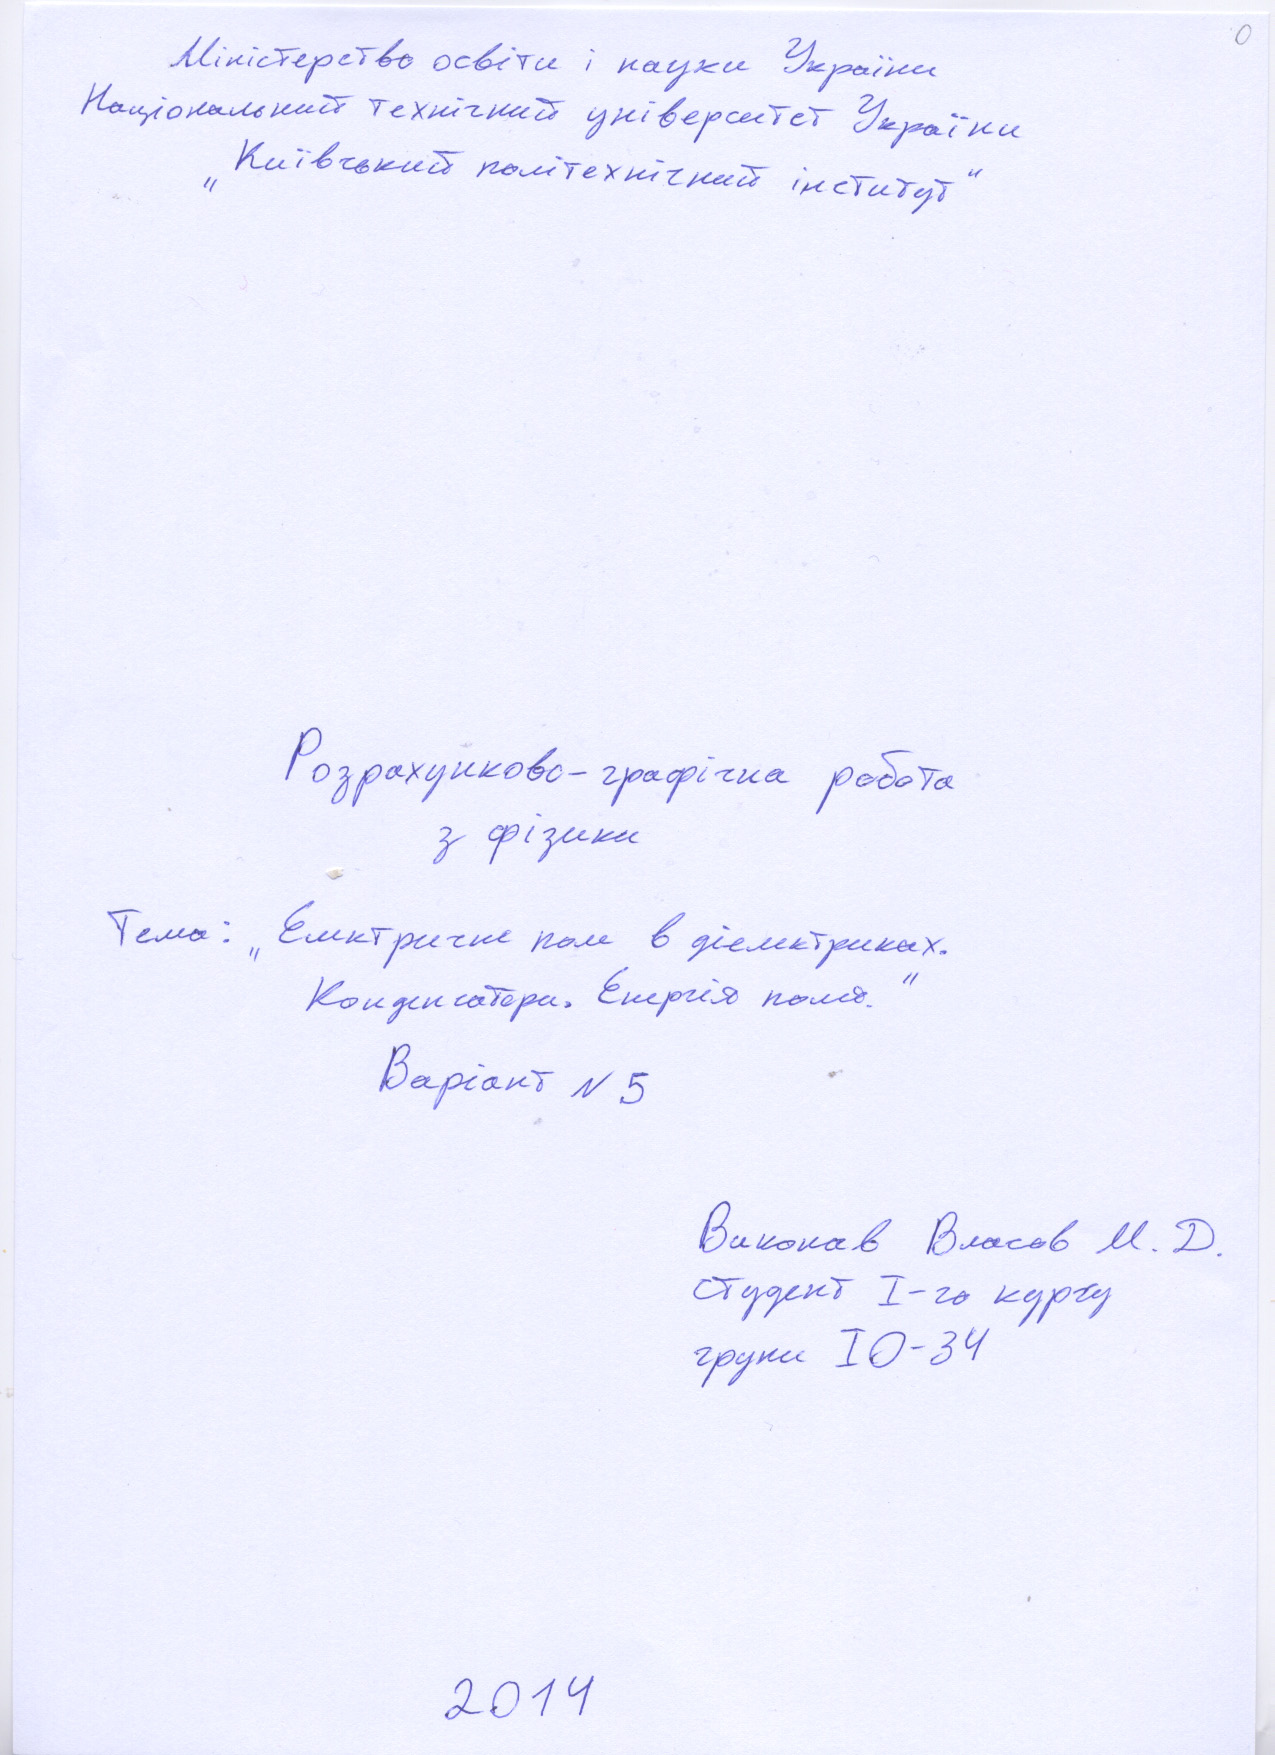 0
Міністерство освіти і науки України
Національний технічний університет України
„Київський політехнічний інститут“
Розрахунково-графічна робота
з фізики
Тема: „Електричне поле в діелектриках.
Конденсатори. Енергія поля.“
Варіант N 5
Виконав Власов М. Д.
студент I-го курсу
групи ІО-34
2014